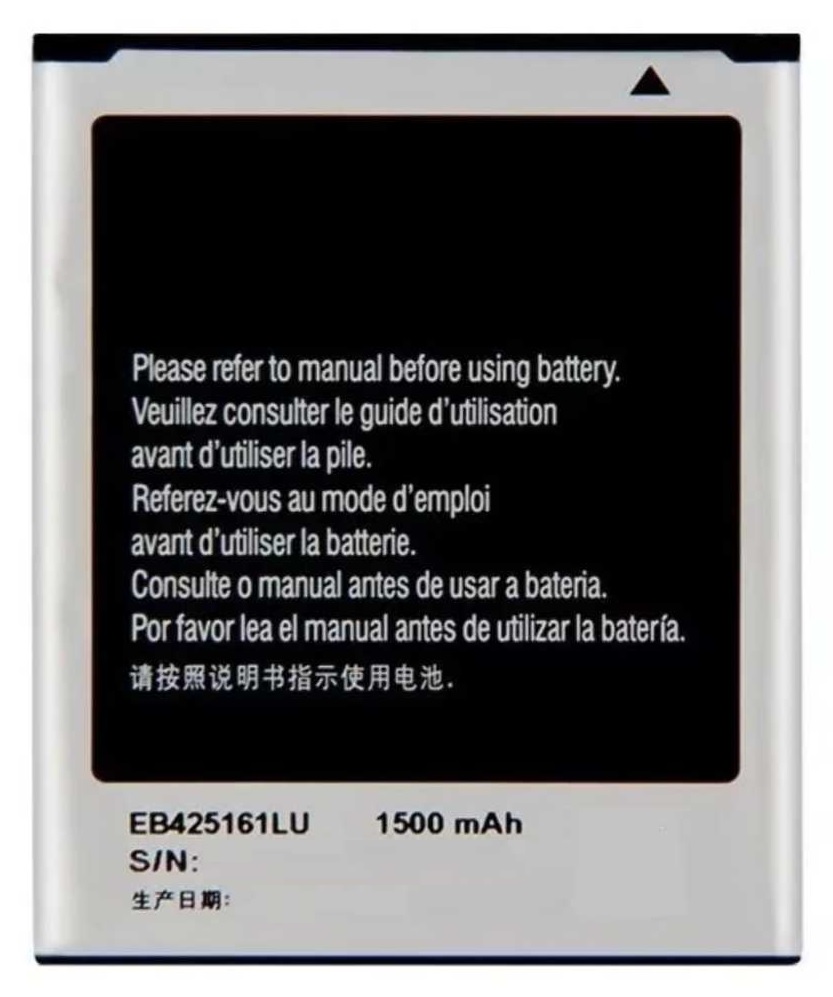 Please refer to manual before using battery.
Veuillez consulter le guide d'utilisation
avant d'utiliser la pile.
Referez-vous au mode d'emploi
avant d'utiliser la batterie.
Consulte o manual antes de usar a bateria.
Por favor lea el manual antes de utilizar la batería.
请按照说明书指示使用电池.
EB425161LU 1500 mAh
S/N:
生产日期: